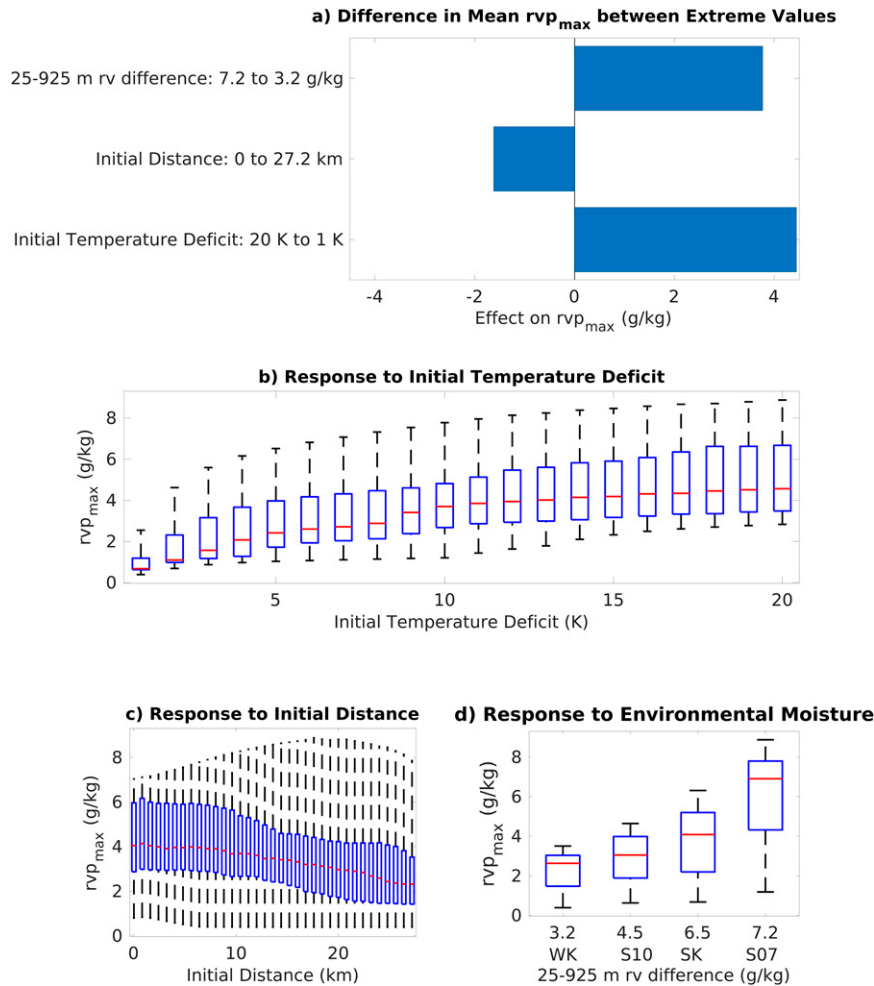 a) Difference in Mean rvp_max between Extreme Values
25-925 m rv difference: 7.2 to 3.2 g/kg
Initial Distance: 0 to 27.2 km
Initial Temperature Deficit: 20 K to 1 K
-4 -2 0 2 4
Effect on rvp_max (g/kg)
b) Response to Initial Temperature Deficit
rvp_max (g/kg)
8
6
4
2
0
5 10 15 20
Initial Temperature Deficit (K)
c) Response to Initial Distance
rvp_max (g/kg)
8
6
4
2
0
0 10 20
Initial Distance (km)
d) Response to Environmental Moisture
rvp_max (g/kg)
8
6
4
2
0
3.2 4.5 6.5 7.2
WK S10 SK S07
25-925 m rv difference (g/kg)